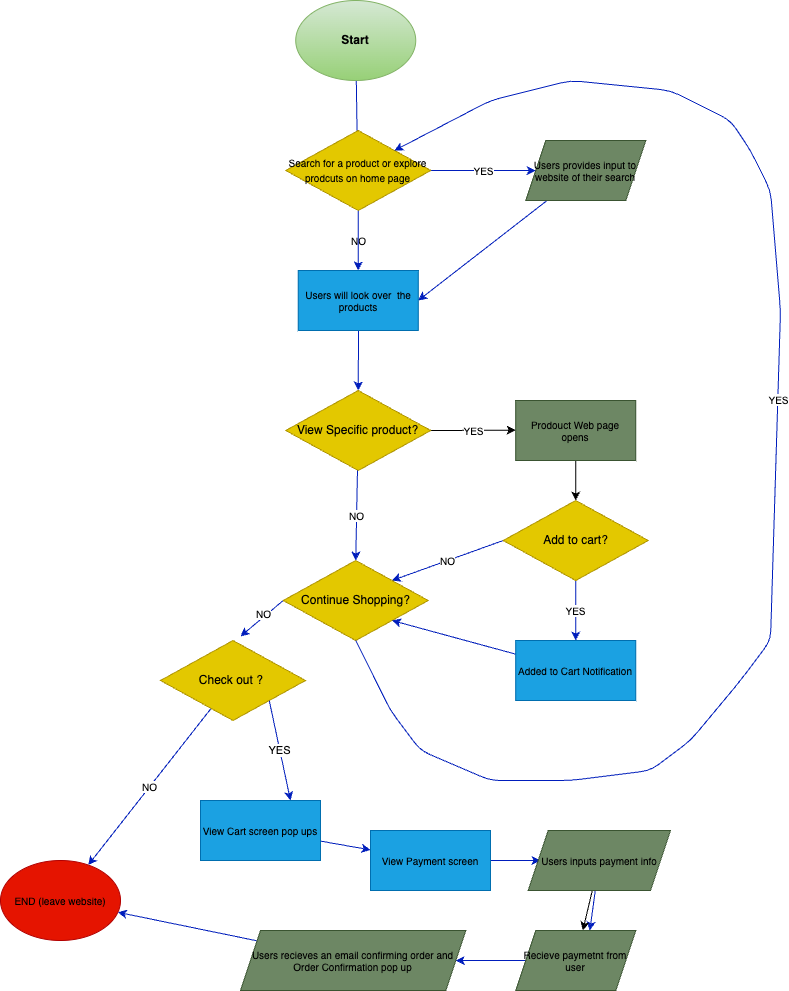 Start
Search for a product or explore
prodcuts on home page
YES
Users provides input to
website of their search
NO
Users will look over  the
products
YES
View Specific product?
YES
Prodouct Web page
opens
NO
Add to cart?
NO
Continue Shopping?
YES
NO
Added to Cart Notification
Check out ?
YES
NO
View Cart screen pop ups
View Payment screen
Users inputs payment info
END (leave website)
Users recieves an email confirming order and
Order Confirmation pop up
Recieve paymetnt from
user